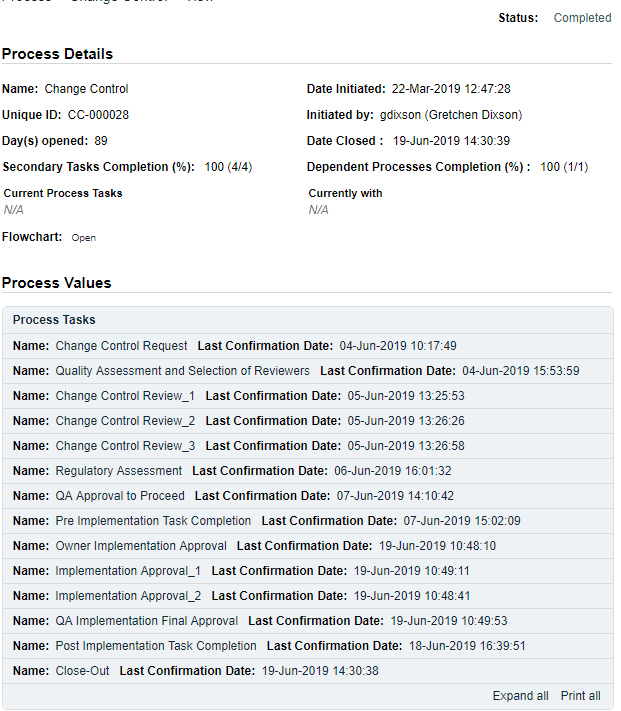 Status: Completed
Process Details
Name: Change Control Date Initiated: 22-Mar-2019 12:47:28
Unique ID: CC-000028 Initiated by: gdixson (Gretchen Dixson)
Day(s) opened: 89 Date Closed : 19-Jun-2019 14:30:39
Secondary Tasks Completion (%): 100 (4/4) Dependent Processes Completion (%) : 100 (1/1)
Current Process Tasks Currently with
N/A N/A
Flowchart: Open
Process Values
Process Tasks
Name: Change Control Request Last Confirmation Date: 04-Jun-2019 10:17:49
Name: Quality Assessment and Selection of Reviewers Last Confirmation Date: 04-Jun-2019 15:53:59
Name: Change Control Review_1 Last Confirmation Date: 05-Jun-2019 13:25:53
Name: Change Control Review_2 Last Confirmation Date: 05-Jun-2019 13:26:26
Name: Change Control Review_3 Last Confirmation Date: 05-Jun-2019 13:26:58
Name: Regulatory Assessment Last Confirmation Date: 06-Jun-2019 16:01:32
Name: QA Approval to Proceed Last Confirmation Date: 07-Jun-2019 14:10:42
Name: Pre Implementation Task Completion Last Confirmation Date: 07-Jun-2019 15:02:09
Name: Owner Implementation Approval Last Confirmation Date: 19-Jun-2019 10:48:10
Name: Implementation Approval_1 Last Confirmation Date: 19-Jun-2019 10:49:11
Name: Implementation Approval_2 Last Confirmation Date: 19-Jun-2019 10:48:41
Name: QA Implementation Final Approval Last Confirmation Date: 19-Jun-2019 10:49:53
Name: Post Implementation Task Completion Last Confirmation Date: 18-Jun-2019 16:39:51
Name: Close-Out Last Confirmation Date: 19-Jun-2019 14:30:38
Expand all Print all